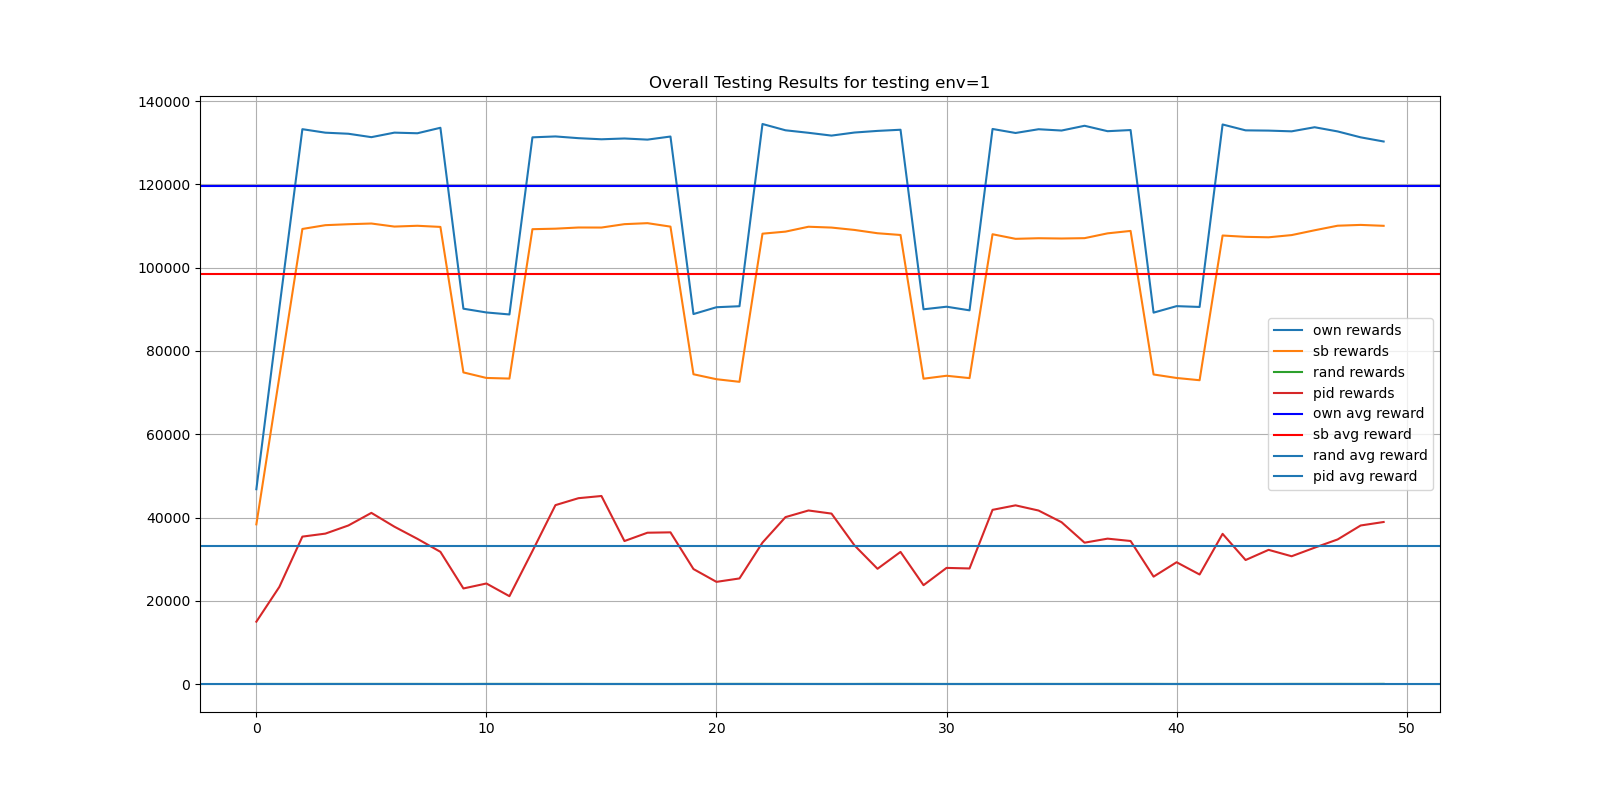 Overall Testing Results for testing env=1
140000
120000
100000
80000
60000
40000
20000
0
own rewards
sb rewards
rand rewards
pid rewards
own avg reward
sb avg reward
rand avg reward
pid avg reward
0 10 20 30 40 50